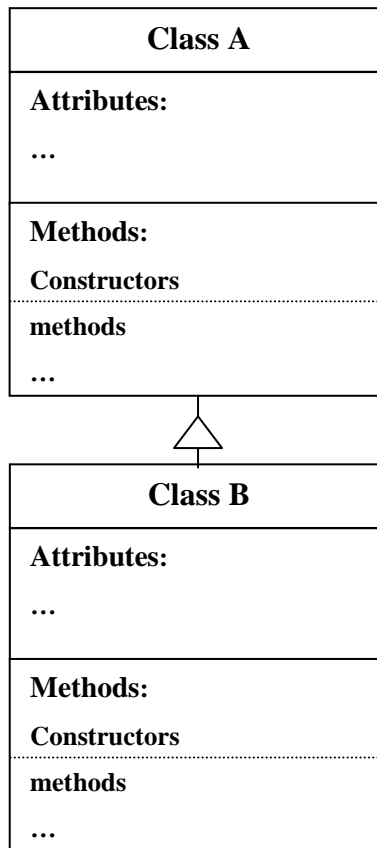 Class A
Attributes:
…
Methods:
Constructors
methods
…
Class B
Attributes:
…
Methods:
Constructors
methods
…